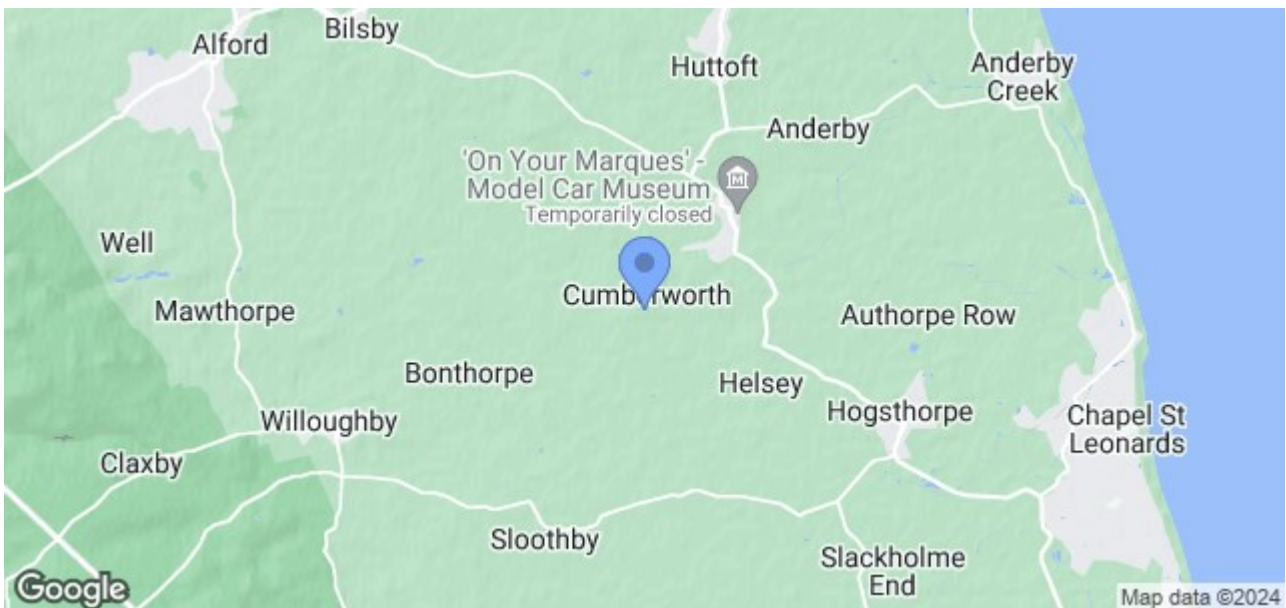 Bilsby
Alford
Huttoft
Anderby
Creek
Anderby
'On Your Marques' -
Model Car Museum
Temporarily closed
M
Well
Cumberworth
Mawthorpe
Authorpe Row
Bonthorpe
Helsey
Hogsthorpe
Willoughby
Chapel St
Leonards
Claxby
Sloothby
Slackholme
End
Google
Map data ©2024